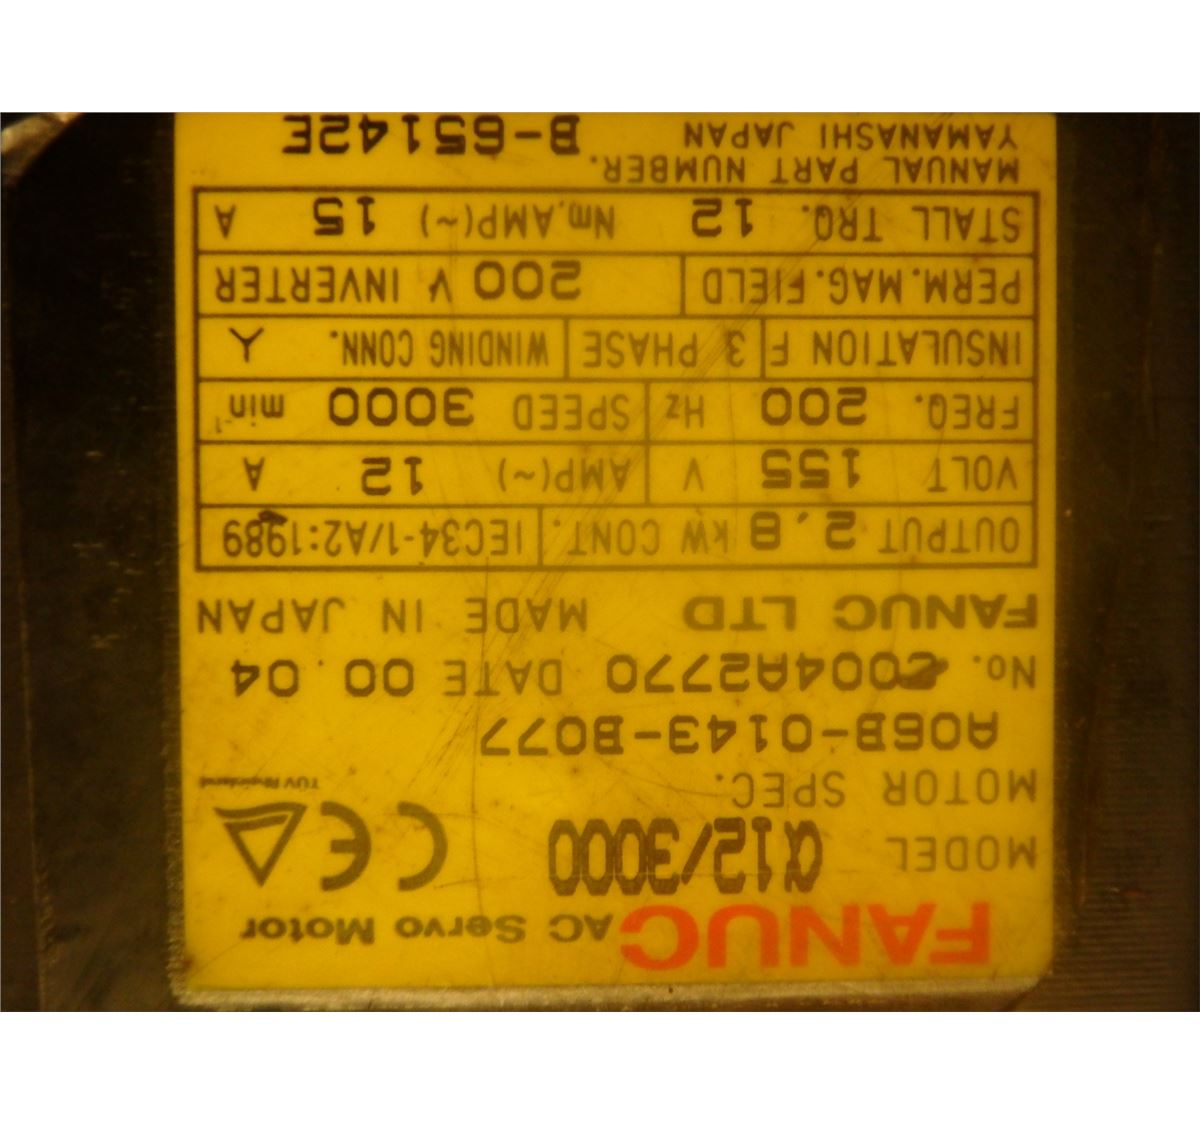 FANUC AC Servo Motor
MODEL α12/3000 CE
TÜV Rheinland
MOTOR SPEC.
A06B-0143-B077
No. C004A2770 DATE 00.04
FANUC LTD MADE IN JAPAN
OUTPUT 2.8 kW CONT. IEC34-1/A2:1989
VOLT 155 V AMP(~) 12 A
FREQ. 200 Hz SPEED 3000 min⁻¹
INSULATION F 3 PHASE WINDING CONN. Y
PERM.MAG.FIELD 200 V INVERTER
STALL TRQ. 12 Nm,AMP(~) 15 A
MANUAL PART NUMBER.
YAMANASHI JAPAN B-65142E